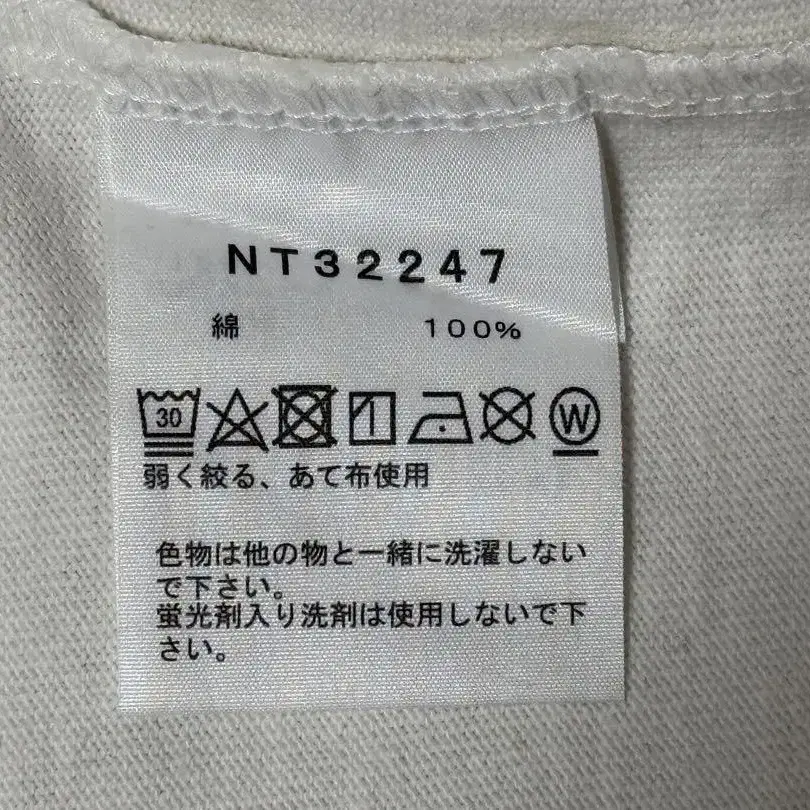 NT32247
綿 100%
30 W
弱く絞る、あて布使用
色物は他の物と一緒に洗濯しない
で下さい。
蛍光剤入り洗剤は使用しないで下
さい。